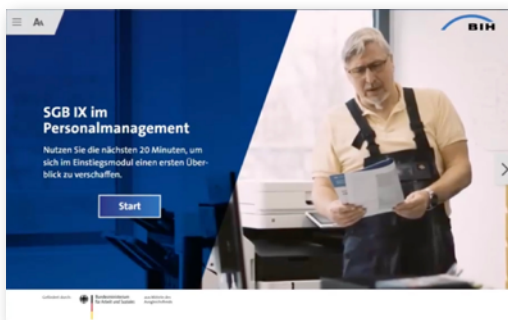 AA
BIH
SGB IX im
Personalmanagement
Nutzen Sie die nächsten 20 Minuten, um
sich im Einstiegsmodul einen ersten Über-
blick zu verschaffen.
Start
Bundesministerium
für Arbeit und Soziales